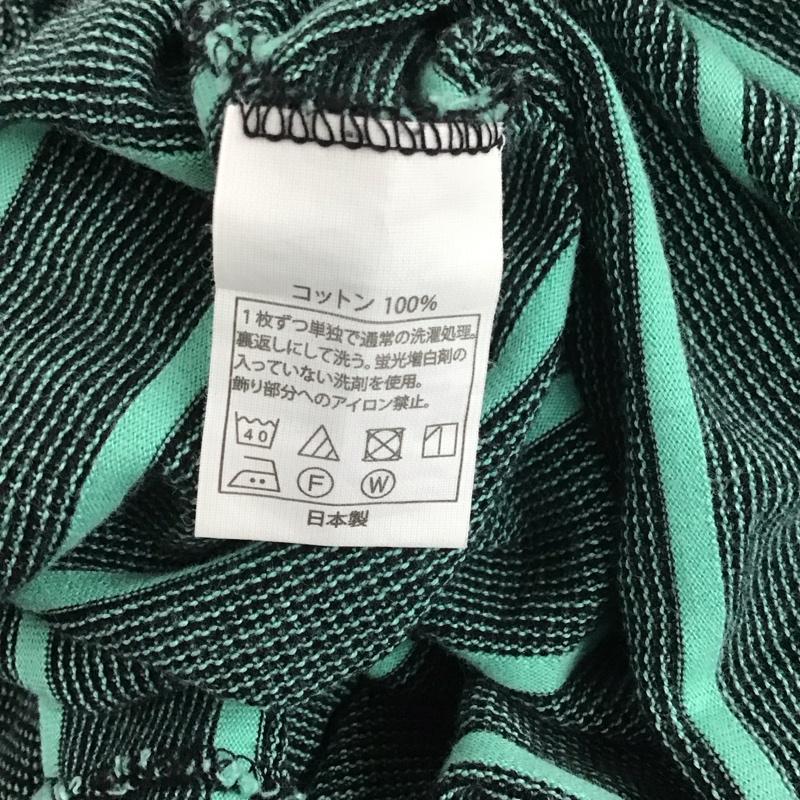 コットン 100%
1枚ずつ単独で通常の洗濯処理。
裏返しにして洗う。蛍光増白剤の
入っていない洗剤を使用。
飾り部分へのアイロン禁止。
40
F W
日本製